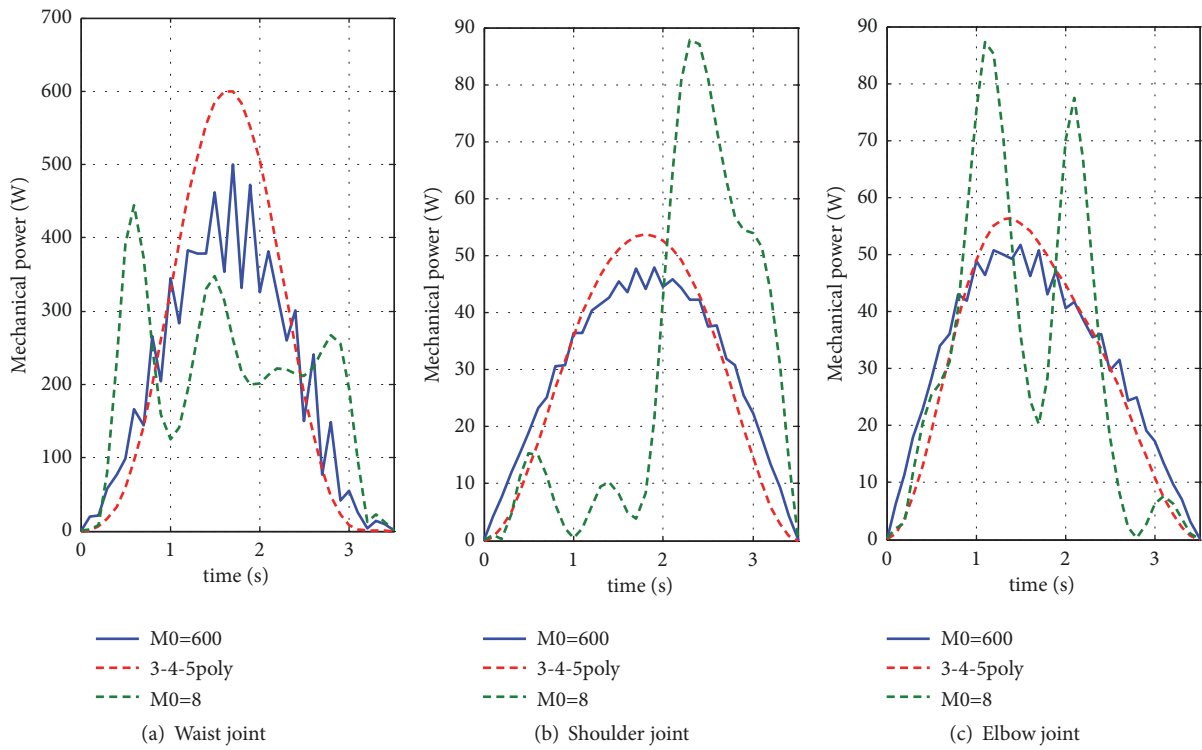 700
600
500
400
300
200
100
0
Mechanical power (W)
0 1 2 3
time (s)
M0=600
3-4-5poly
M0=8
(a) Waist joint
90
80
70
60
50
40
30
20
10
0
Mechanical power (W)
0 1 2 3
time (s)
M0=600
3-4-5poly
M0=8
(b) Shoulder joint
90
80
70
60
50
40
30
20
10
0
Mechanical power (W)
0 1 2 3
time (s)
M0=600
3-4-5poly
M0=8
(c) Elbow joint